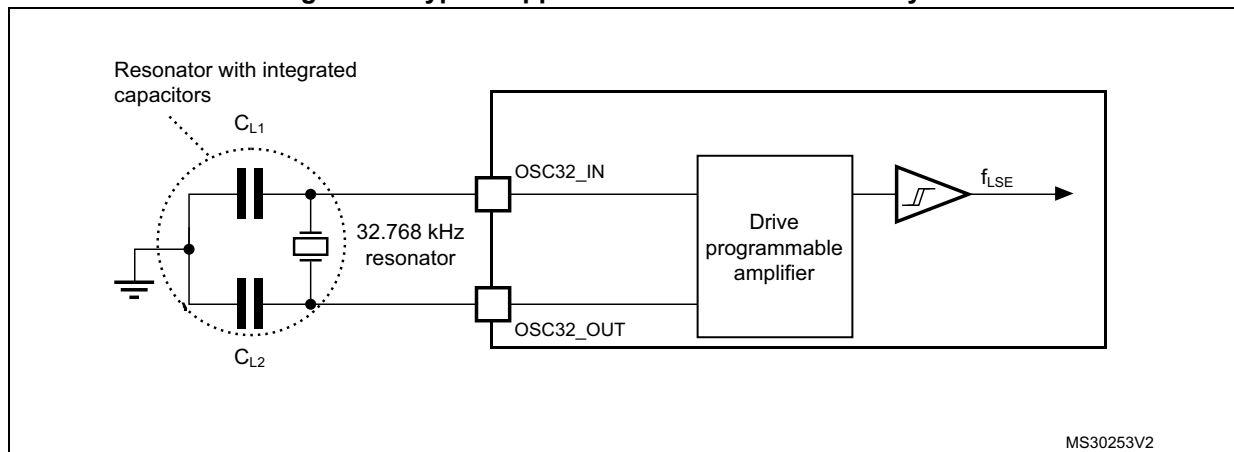 Resonator with integrated
capacitors
CL1
OSC32_IN
fLSE
32.768 kHz
resonator
Drive
programmable
amplifier
OSC32_OUT
CL2
MS30253V2